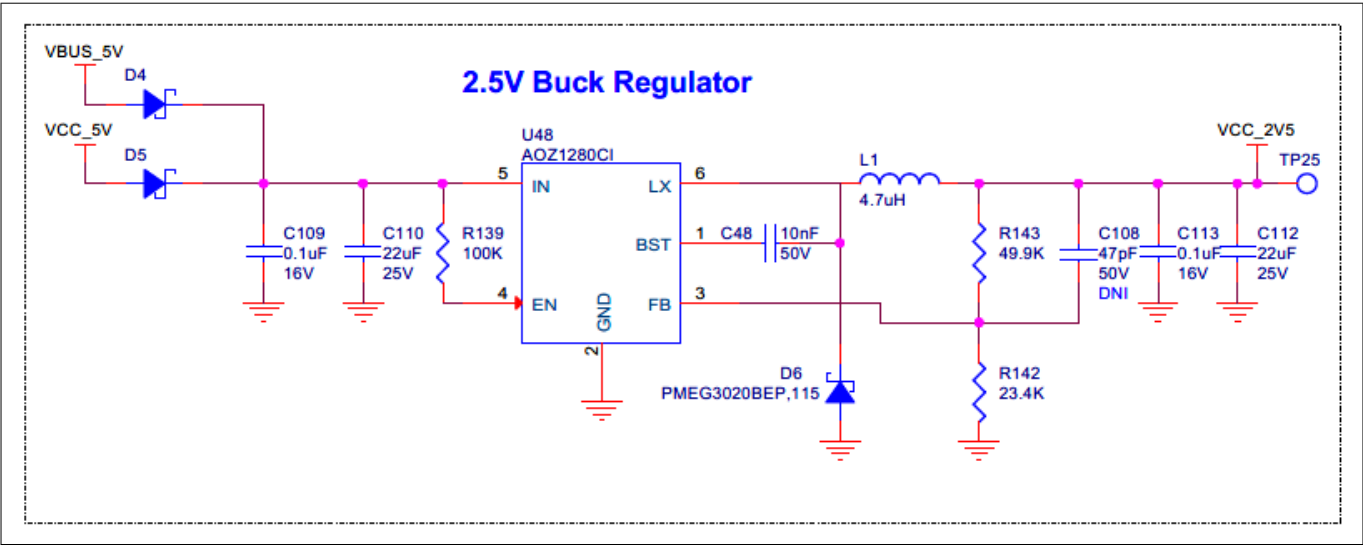 VBUS_5V
D4
2.5V Buck Regulator
VCC_5V
D5
U48
AOZ1280CI
5
IN
LX
6
L1
4.7uH
VCC_2V5
TP25
C109
0.1uF
16V
C110
22uF
25V
R139
100K
BST
1
C48
10nF
50V
R143
49.9K
C108
47pF
50V
DNI
C113
0.1uF
16V
C112
22uF
25V
4
EN
GND
2
FB
3
D6
PMEG3020BEP,115
R142
23.4K